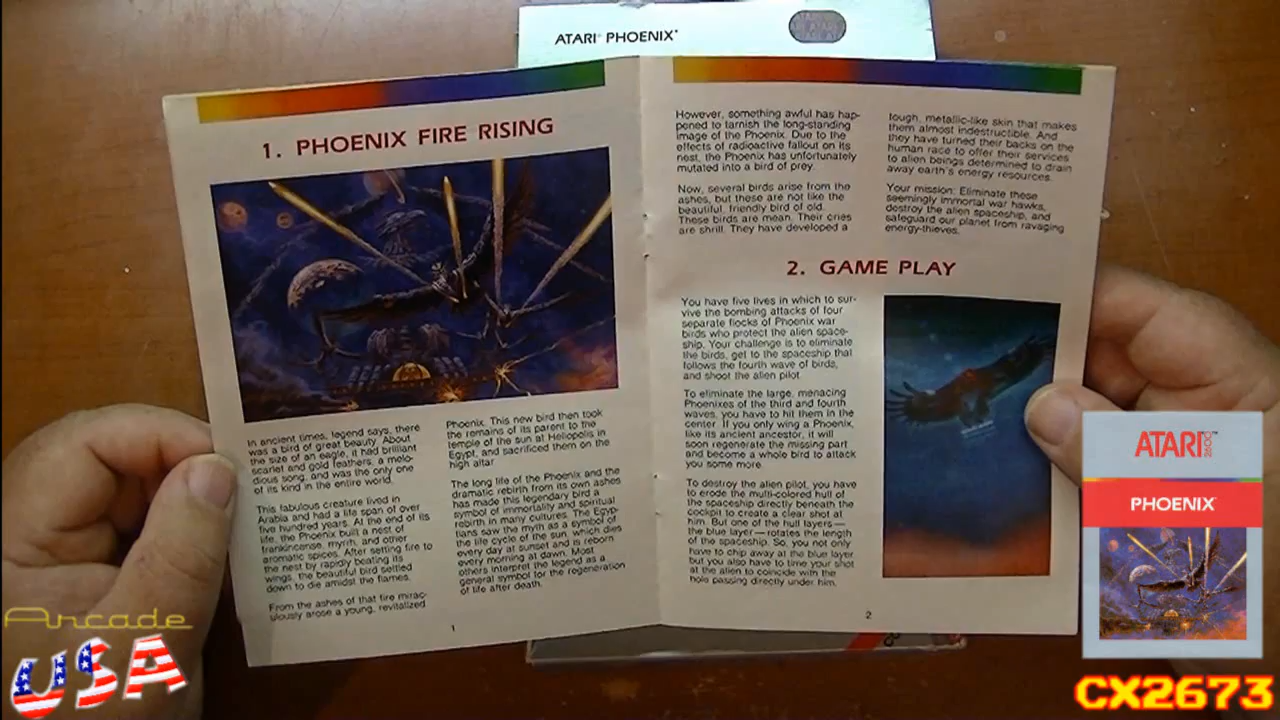 ATARI® PHOENIX*
1. PHOENIX FIRE RISING
In ancient times, legend says, there
was a bird of great beauty. About
the size of an eagle, it had brilliant
scarlet and gold feathers, a melo-
dious song, and was the only one
of its kind in the entire world.
This fabulous creature lived in
Arabia and had a life span of over
five hundred years. At the end of its
life, the Phoenix built a nest of
frankincense, myrrh, and other
aromatic spices. After setting fire to
the nest by rapidly beating its
wings, the beautiful bird settled
down to die amidst the flames.
From the ashes of that fire mirac-
ulously arose a young, revitalized
Phoenix. This new bird then took
the remains of its parent to the
temple of the sun at Heliopolis in
Egypt, and sacrificed them on the
high altar
The long life of the Phoenix and the
dramatic rebirth from its own ashes
has made this legendary bird a
symbol of immortality and spiritual
rebirth in many cultures. The Egyp-
tians saw the myth as a symbol of
the life cycle of the sun, which dies
every day at sunset and is reborn
every morning at dawn. Most
others interpret the legend as a
general symbol for the regeneration
of life after death.
1
However, something awful has hap-
pened to tarnish the long-standing
image of the Phoenix. Due to the
effects of radioactive fallout on its
nest, the Phoenix has unfortunately
mutated into a bird of prey.
Now, several birds arise from the
ashes, but these are not like the
beautiful, friendly bird of old.
These birds are mean. Their cries
are shrill. They have developed a
tough, metallic-like skin that makes
them almost indestructible. And
they have turned their backs on the
human race to offer their services
to alien beings determined to drain
away earth's energy resources.
Your mission: Eliminate these
seemingly immortal war hawks,
destroy the alien spaceship, and
safeguard our planet from ravaging
energy-thieves.
2. GAME PLAY
You have five lives in which to sur-
vive the bombing attacks of four
separate flocks of Phoenix war
birds who protect the alien space-
ship. Your challenge is to eliminate
the birds, get to the spaceship that
follows the fourth wave of birds,
and shoot the alien pilot.
To eliminate the large, menacing
Phoenixes of the third and fourth
waves, you have to hit them in the
center. If you only wing a Phoenix,
like its ancient ancestor, it will
soon regenerate the missing part
and become a whole bird to attack
you some more.
To destroy the alien pilot, you have
to erode the multi-colored hull of
the spaceship directly beneath the
cockpit to create a clear shot at
him. But one of the hull layers—
the blue layer—rotates the length
of the spaceship. So, you not only
have to chip away at the blue layer
but you also have to time your shot
at the alien to coincide with the
hole passing directly under him.
2
ATARI 2600™
PHOENIX
Arcade
USA
CX2673